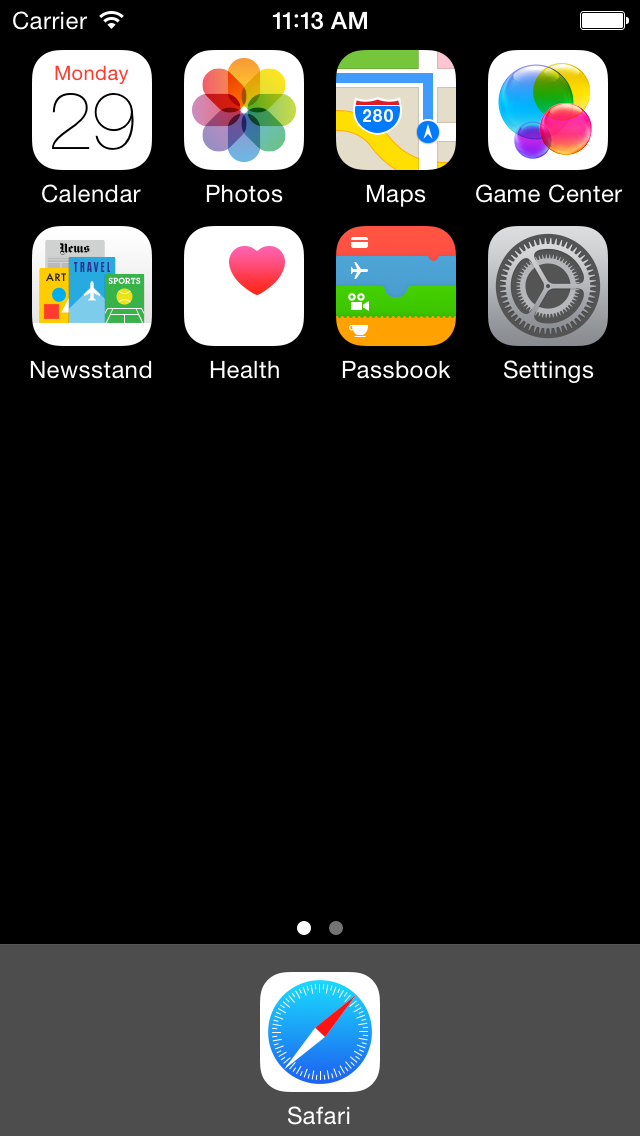 Carrier 11:13 AM
Monday
29
280
Calendar Photos Maps Game Center
News
ART TRAVEL SPORTS
Newsstand Health Passbook Settings
Safari